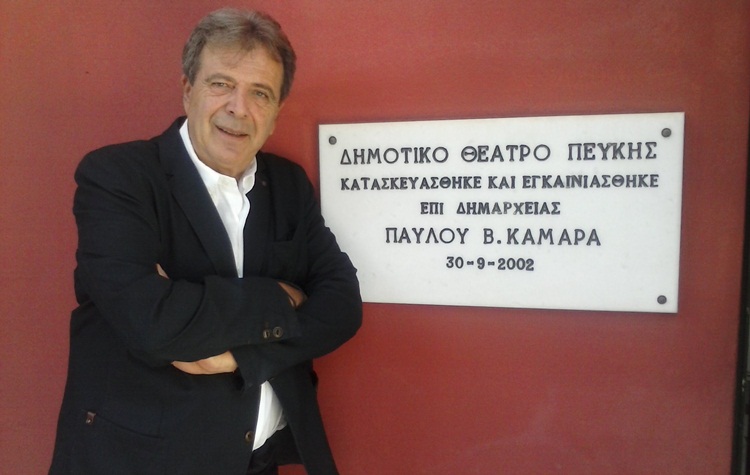 ΔΗΜΟΤΙΚΟ ΘΕΑΤΡΟ ΠΕΥΚΗΣ
ΚΑΤΑΣΚΕΥΑΣΘΗΚΕ ΚΑΙ ΕΓΚΑΙΝΙΑΣΘΗΚΕ
ΕΠΙ ΔΗΜΑΡΧΕΙΑΣ
ΠΑΥΛΟΥ Β. ΚΑΜΑΡΑ
30-9-2002